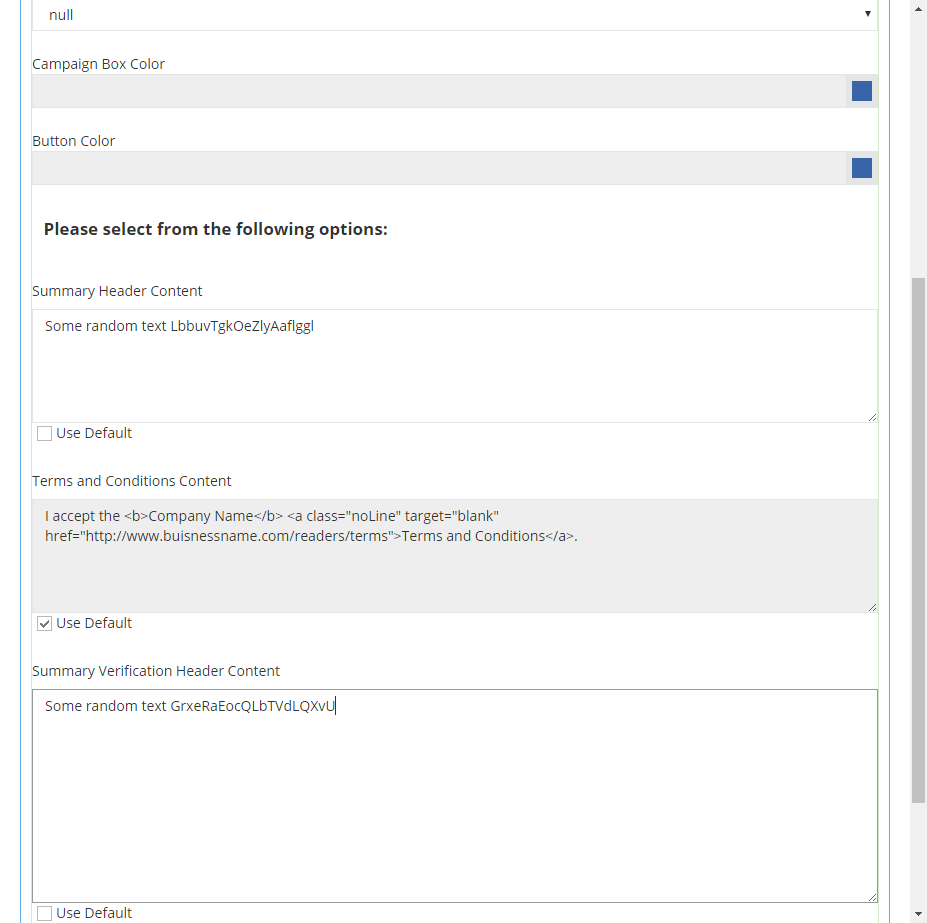 null
Campaign Box Color
Button Color
Please select from the following options:
Summary Header Content
Some random text LbbuvTgkOeZlyAaflggl
Use Default
Terms and Conditions Content
I accept the <b>Company Name</b> <a class="noLine" target="blank"
href="http://www.buisnessname.com/readers/terms">Terms and Conditions</a>.
Use Default
Summary Verification Header Content
Some random text GrxeRaEocQLbTVdLQXvU
Use Default